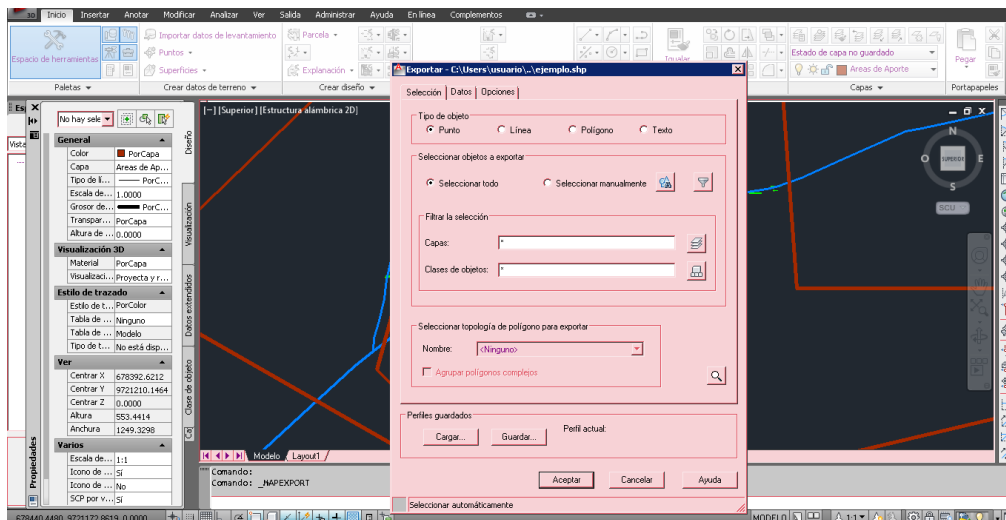 Inicio Insertar Anotar Modificar Analizar Ver Salida Administrar Ayuda En línea Complementos
Espacio de herramientas
Importar datos de levantamiento
Puntos
Superficies
Parcela
Explanación
Igualar
Estado de capa no guardado
Areas de Aporte
Pegar
Paletas
Crear datos de terreno
Crear diseño
Capas
Portapapeles
Vista
No hay sele
General
Color PorCapa
Capa Areas de Ap...
Tipo de lí... PorC...
Escala de... 1.0000
Grosor de... PorC...
Transpar... PorCapa
Altura de ... 0.0000
Visualización 3D
Material PorCapa
Visualizaci... Proyecta y r...
Estilo de trazado
Estilo de t... PorColor
Tabla de ... Ninguno
Tabla de ... Modelo
Tipo de t... No está disp...
Ver
Centrar X 678392.6212
Centrar Y 9721210.1464
Centrar Z 0.0000
Altura 553.4414
Anchura 1249.3298
Varios
Escala de... 1:1
Icono de ... Sí
Icono de ... No
SCP por v... Sí
Propiedades
Diseño
Visualización
Datos extendidos
Clase de objeto
[−][Superior][Estructura alámbrica 2D]
Exportar - C:\Users\usuario\..\ejemplo.shp
Selección Datos Opciones
Tipo de objeto
Punto Línea Polígono Texto
Seleccionar objetos a exportar
Seleccionar todo Seleccionar manualmente
Filtrar la selección
Capas: *
Clases de objetos: *
Seleccionar topología de polígono para exportar
Nombre: <Ninguno>
Agrupar polígonos complejos
Perfiles guardados
Cargar... Guardar... Perfil actual:
Aceptar Cancelar Ayuda
Seleccionar automáticamente
N
O SUPERIOR E
S
SCU
Modelo Layout1
Comando:
Comando: _MAPEXPORT
678440.4490, 9721172.8619, 0.0000
MODELO
1:1